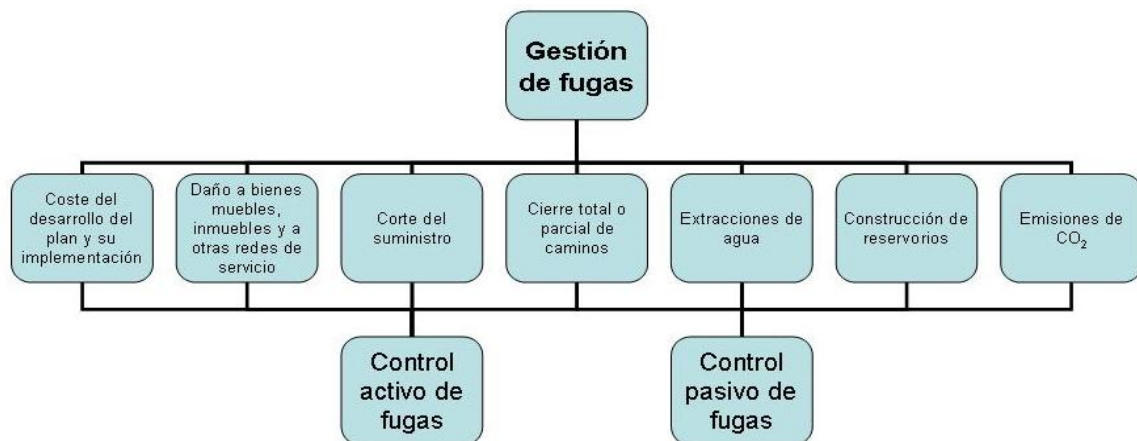 Gestión
de fugas
Coste del
desarrollo del
plan y su
implementación
Daño a bienes
muebles,
inmuebles y a
otras redes de
servicio
Corte del
suministro
Cierre total o
parcial de
caminos
Extracciones de
agua
Construcción de
reservorios
Emisiones de
CO₂
Control
activo de
fugas
Control
pasivo de
fugas